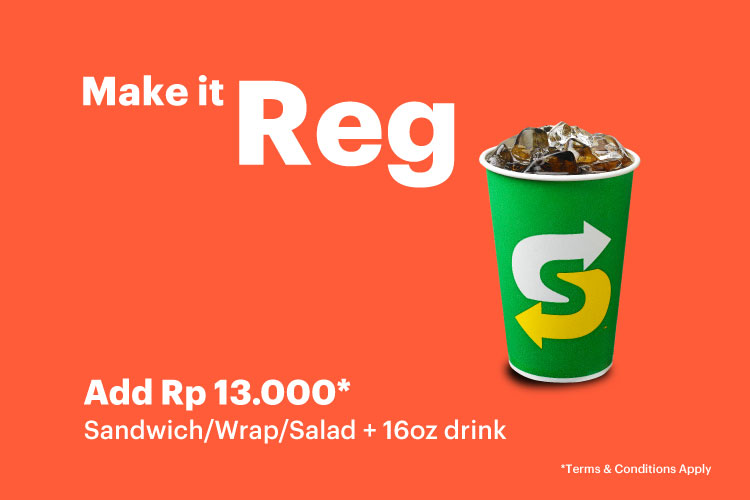 Make it
Reg
Add Rp 13.000*
Sandwich/Wrap/Salad + 16oz drink
*Terms & Conditions Apply